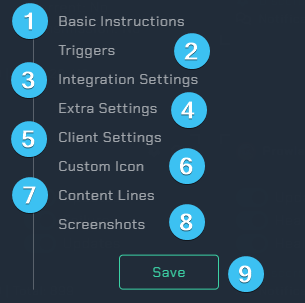 1 Basic Instructions
Triggers 2
3 Integration Settings
Extra Settings 4
5 Client Settings
Custom Icon 6
7 Content Lines
Screenshots 8
Save 9